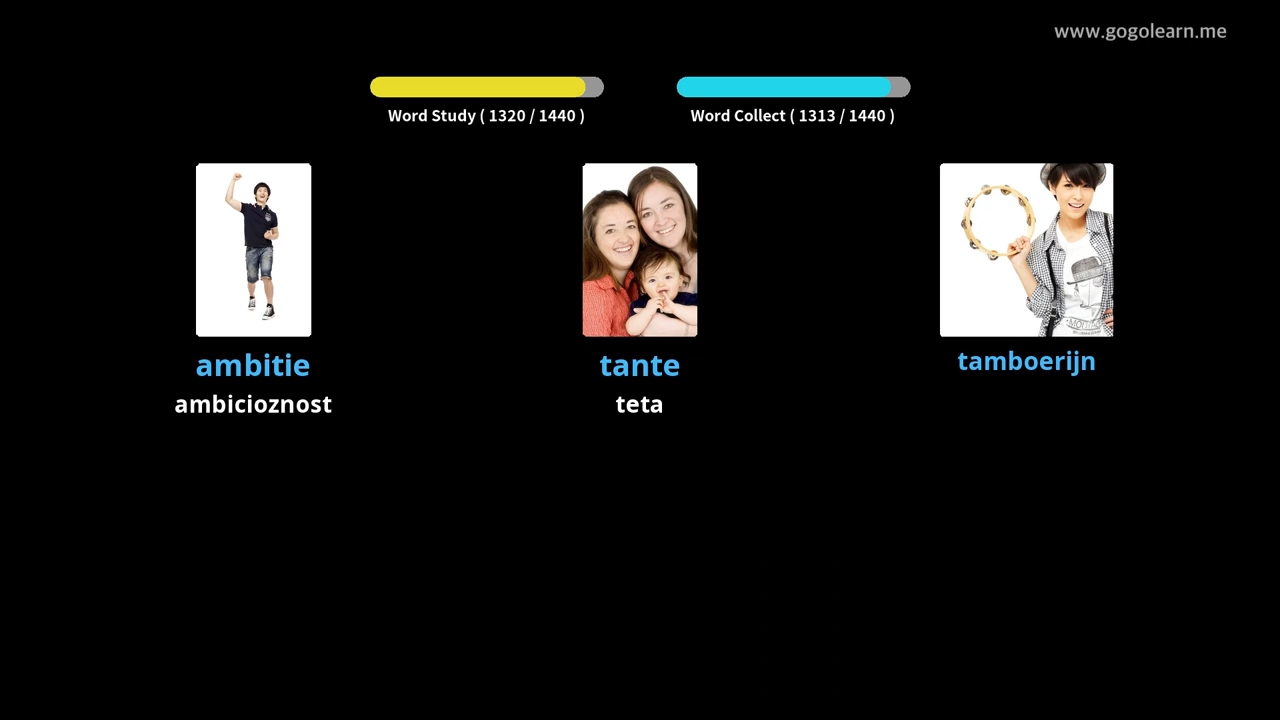 www.gogolearn.me
Word Study ( 1320 / 1440 )
Word Collect ( 1313 / 1440 )
ambitie
ambicioznost
tante
teta
tamboerijn